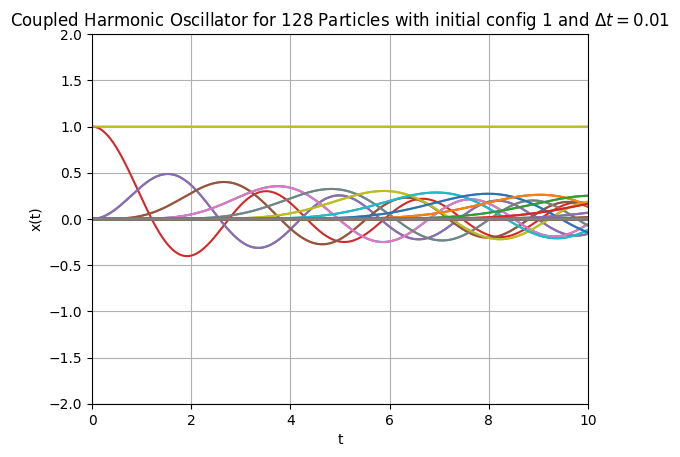 Coupled Harmonic Oscillator for 128 Particles with initial config 1 and Δt = 0.01
2.0
1.5
1.0
0.5
0.0
−0.5
−1.0
−1.5
−2.0
x(t)
0 2 4 6 8 10
t